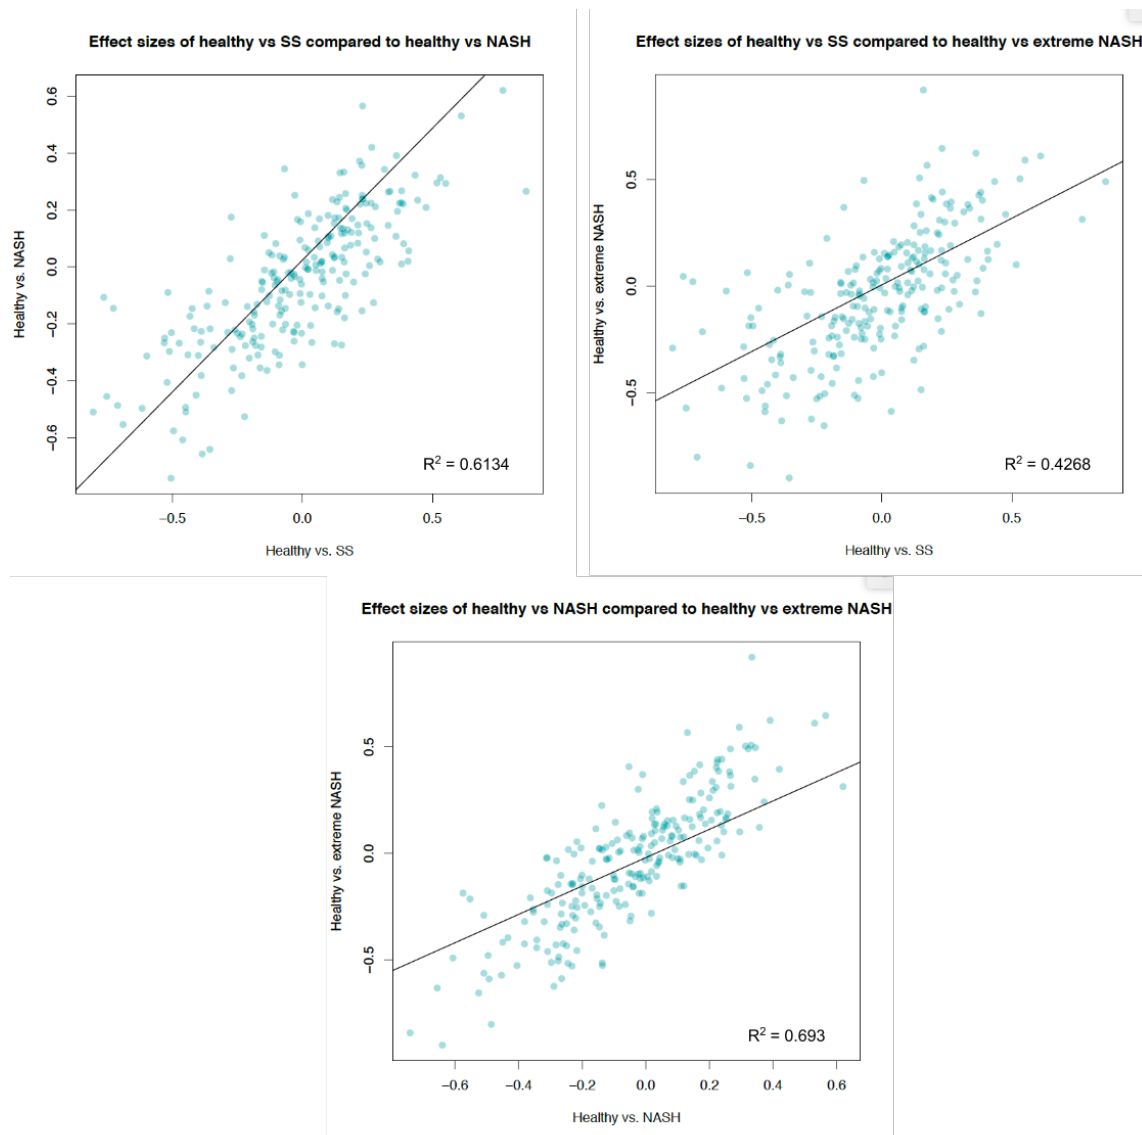 Effect sizes of healthy vs SS compared to healthy vs NASH
Healthy vs. NASH
0.6
0.4
0.2
0.0
−0.2
−0.4
−0.6
R² = 0.6134
−0.5
0.0
0.5
Healthy vs. SS
Effect sizes of healthy vs SS compared to healthy vs extreme NASH
Healthy vs. extreme NASH
0.5
0.0
−0.5
R² = 0.4268
−0.5
0.0
0.5
Healthy vs. SS
Effect sizes of healthy vs NASH compared to healthy vs extreme NASH
Healthy vs. extreme NASH
0.5
0.0
−0.5
R² = 0.693
−0.6
−0.4
−0.2
0.0
0.2
0.4
0.6
Healthy vs. NASH